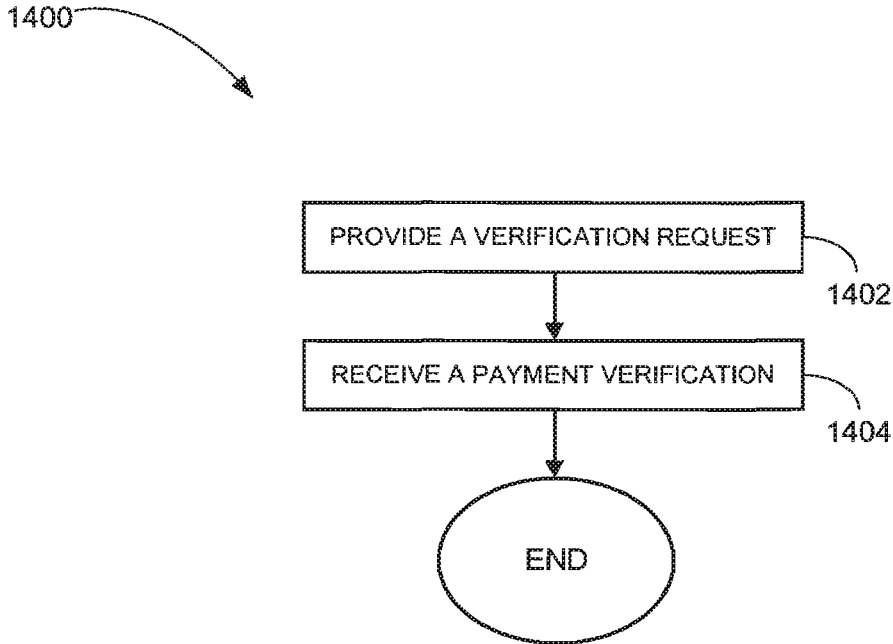 1400
PROVIDE A VERIFICATION REQUEST
1402
RECEIVE A PAYMENT VERIFICATION
1404
END